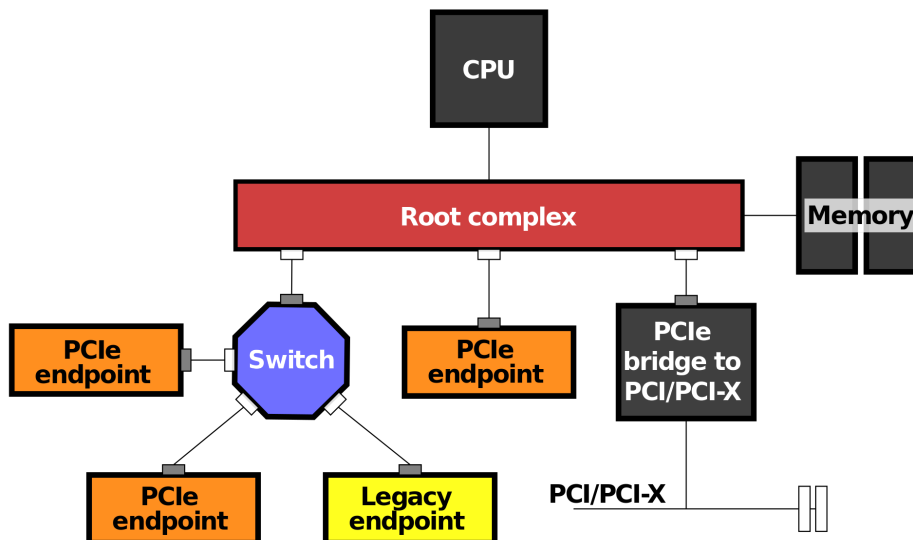 CPU
Root complex
Memory
PCIe
endpoint
Switch
PCIe
endpoint
PCIe
bridge to
PCI/PCI-X
PCIe
endpoint
Legacy
endpoint
PCI/PCI-X